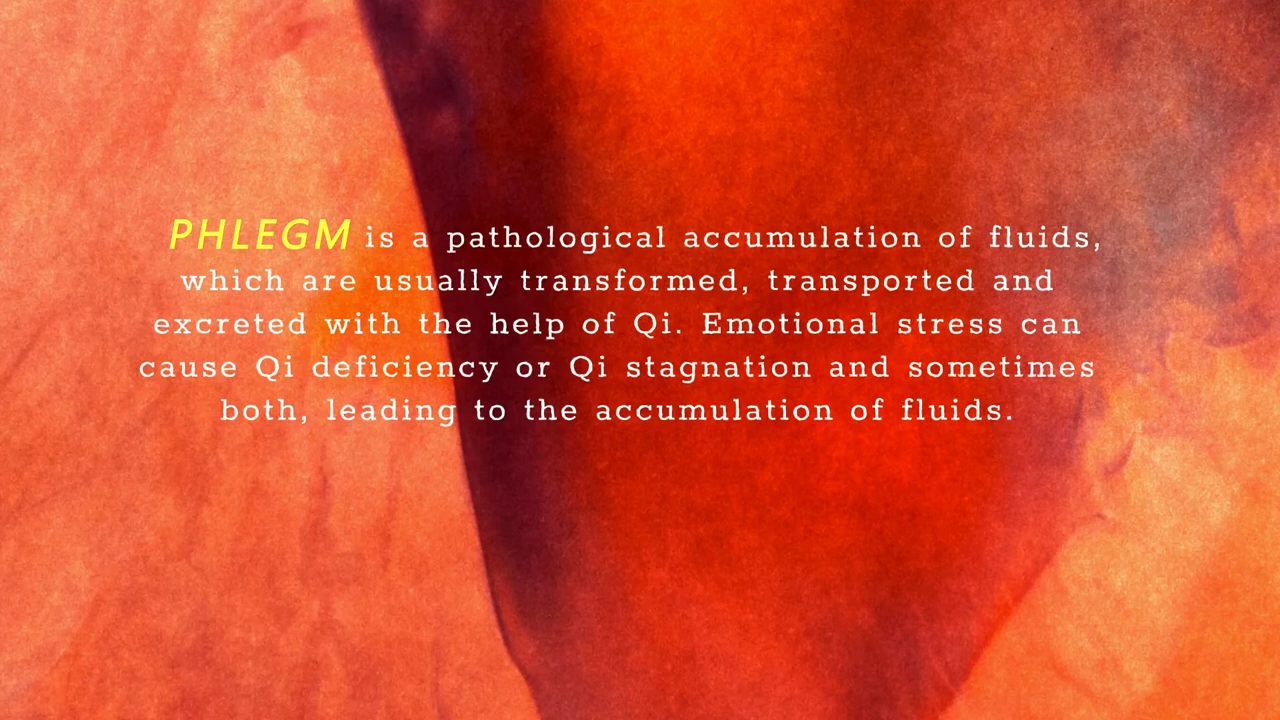 PHLEGM is a pathological accumulation of fluids,
which are usually transformed, transported and
excreted with the help of Qi. Emotional stress can
cause Qi deficiency or Qi stagnation and sometimes
both, leading to the accumulation of fluids.